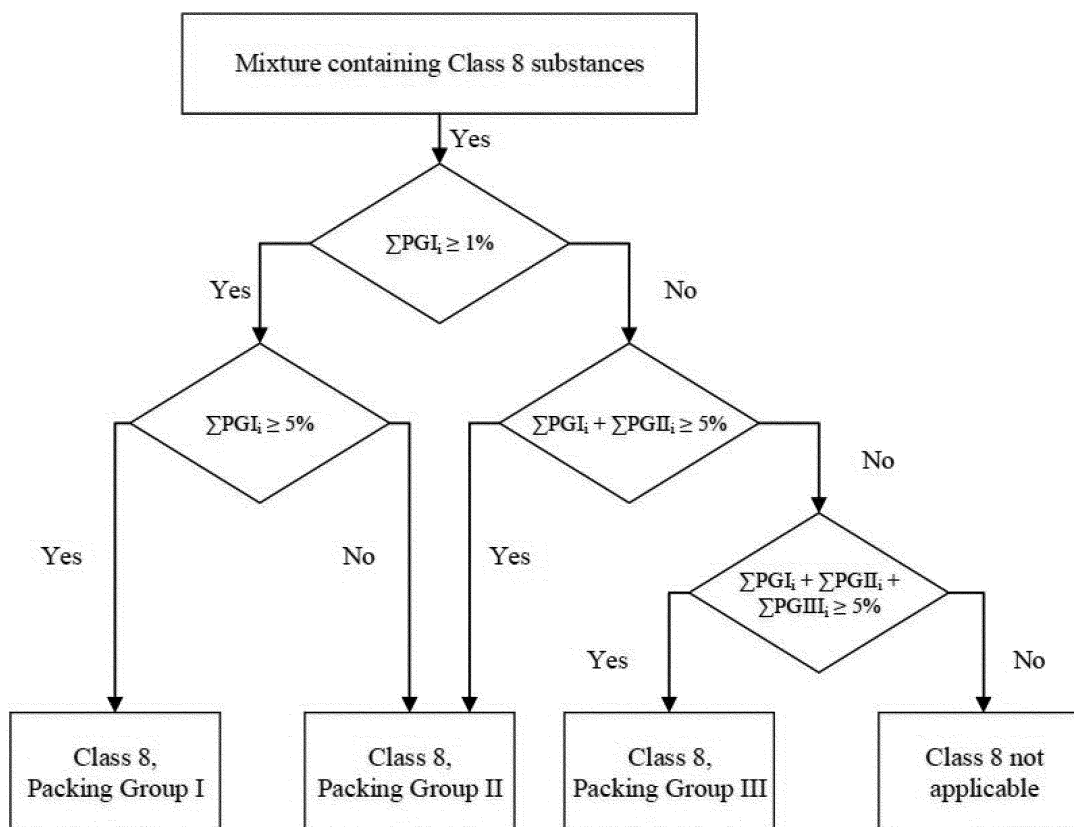 Mixture containing Class 8 substances
Yes
∑PGIᵢ ≥ 1%
Yes
No
∑PGIᵢ ≥ 5%
∑PGIᵢ + ∑PGIIᵢ ≥ 5%
No
Yes
No
Yes
∑PGIᵢ + ∑PGIIᵢ +
∑PGIIIᵢ ≥ 5%
Yes
No
Class 8,
Packing Group I
Class 8,
Packing Group II
Class 8,
Packing Group III
Class 8 not
applicable